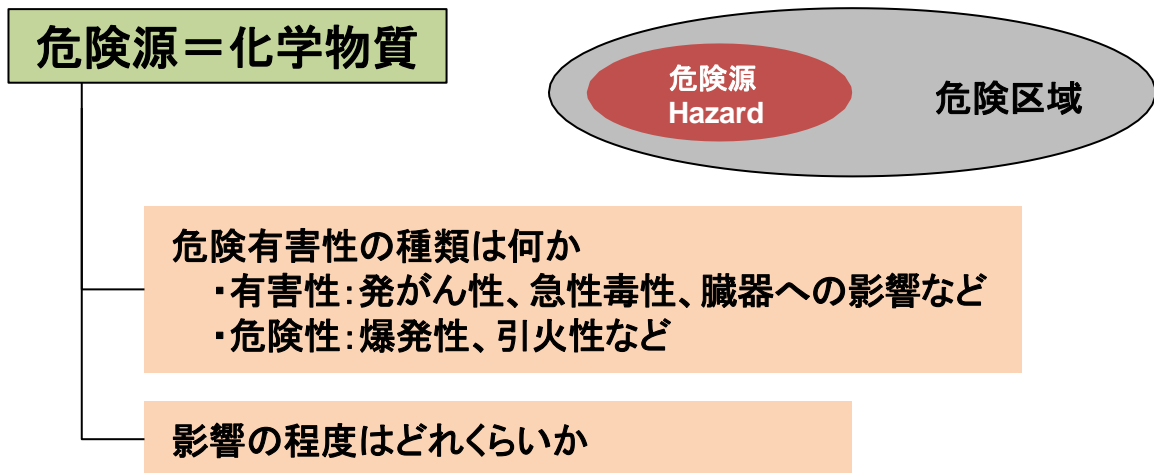 危険源＝化学物質
危険源
Hazard
危険区域
危険有害性の種類は何か
・有害性：発がん性、急性毒性、臓器への影響など
・危険性：爆発性、引火性など
影響の程度はどれくらいか